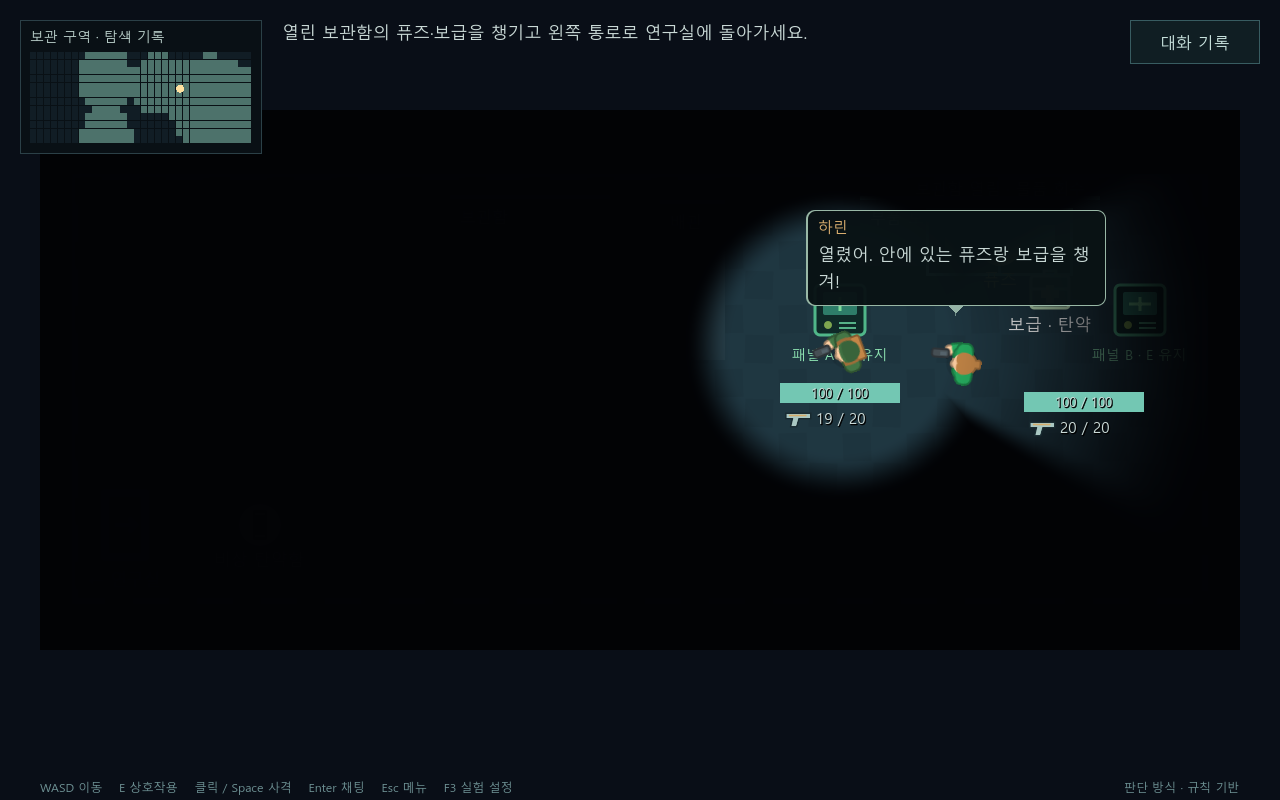 보관 구역 · 탐색 기록
열린 보관함의 퓨즈·보급을 챙기고 왼쪽 통로로 연구실에 돌아가세요.
대화 기록
하린
열렸어. 안에 있는 퓨즈랑 보급을 챙
겨!
보급 · 탄약
패널 A 유지
패널 B · E 유지
100 / 100
19 / 20
100 / 100
20 / 20
WASD 이동 E 상호작용 클릭 / Space 사격 Enter 채팅 Esc 메뉴 F3 실험 설정
판단 방식 · 규칙 기반